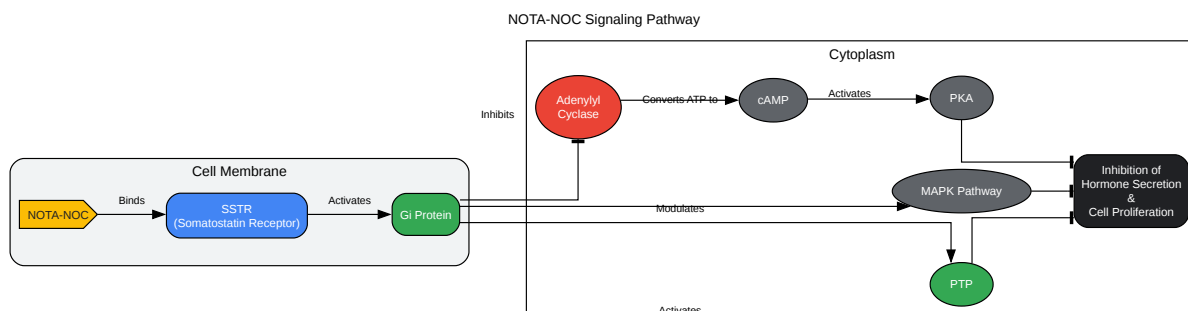 NOTA-NOC Signaling Pathway
Cytoplasm
Adenylyl
Cyclase
Converts ATP to
cAMP
Activates
PKA
Inhibits
Cell Membrane
NOTA-NOC
Binds
SSTR
(Somatostatin Receptor)
Activates
Gi Protein
Modulates
MAPK Pathway
Inhibition of
Hormone Secretion
&
Cell Proliferation
PTP
Activates